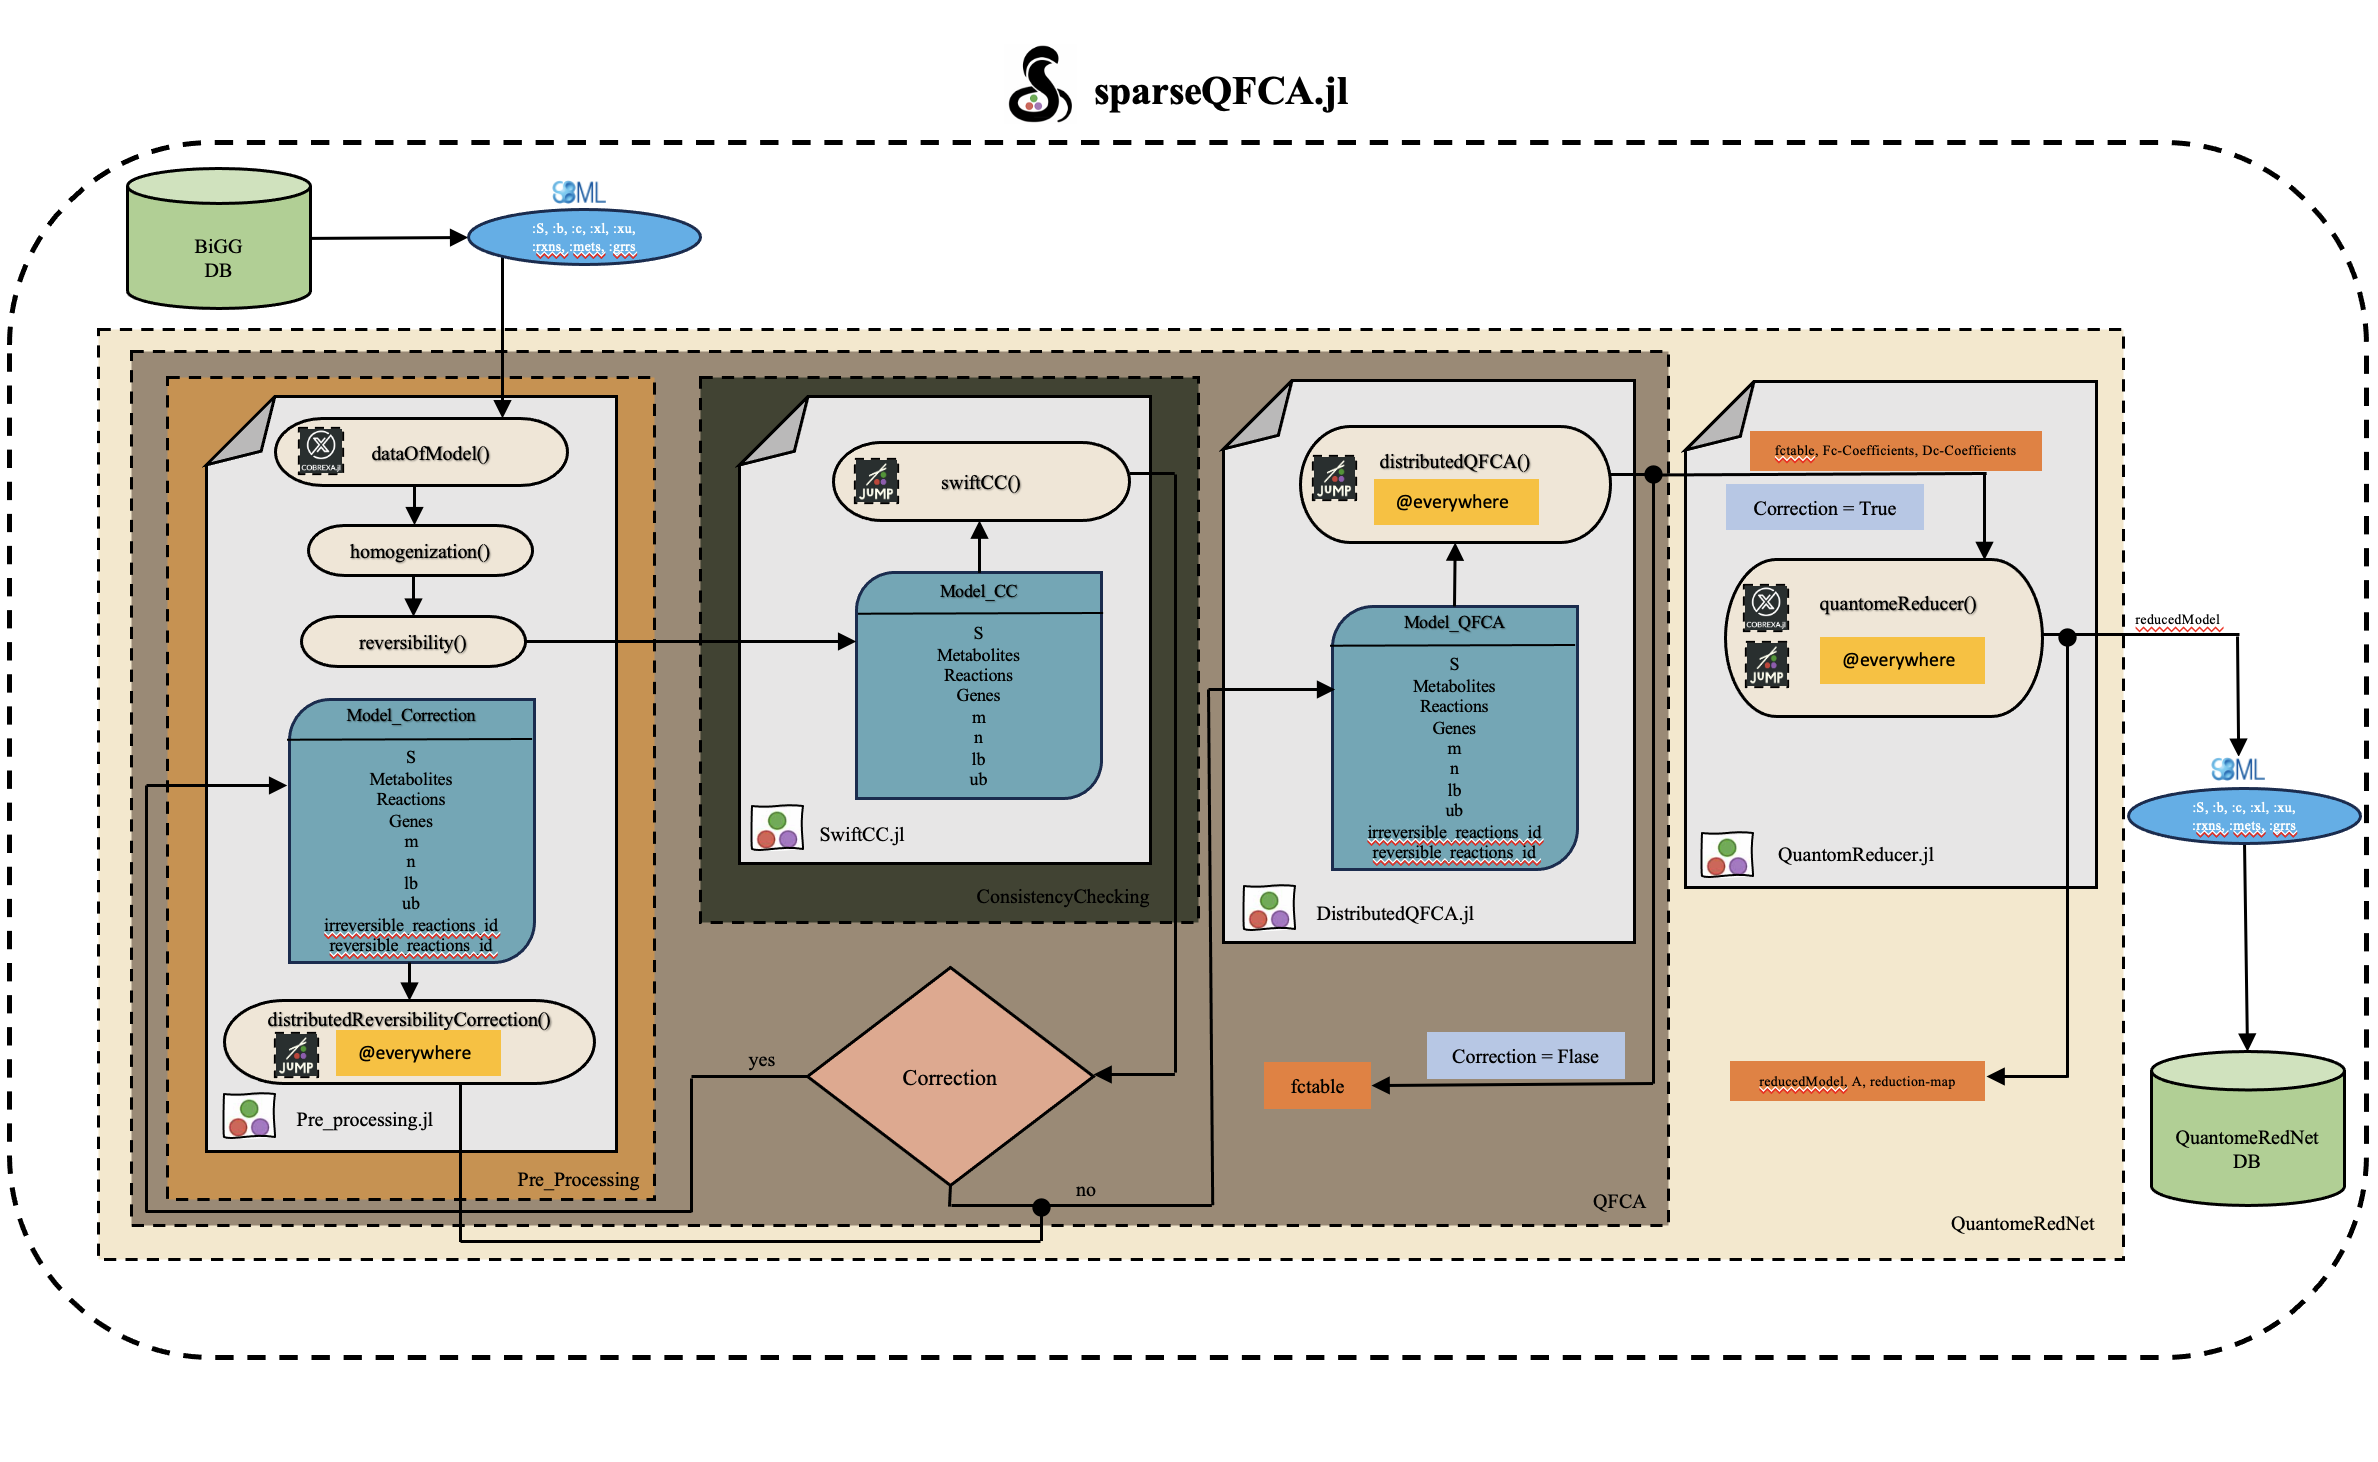 sparseQFCA.jl
BiGG
DB
SBML
:S, :b, :c, :xl, :xu,
:rxns, :mets, :grrs
COBREXA.jl
dataOfModel()
homogenization()
reversibility()
Model_Correction
S
Metabolites
Reactions
Genes
m
n
lb
ub
irreversible_reactions_id
reversible_reactions_id
distributedReversibilityCorrection()
JUMP
@everywhere
Pre_processing.jl
Pre_Processing
JUMP
swiftCC()
Model_CC
S
Metabolites
Reactions
Genes
m
n
lb
ub
SwiftCC.jl
ConsistencyChecking
yes
Correction
no
distributedQFCA()
JUMP
@everywhere
Model_QFCA
S
Metabolites
Reactions
Genes
m
n
lb
ub
irreversible_reactions_id
reversible_reactions_id
DistributedQFCA.jl
Correction = Flase
fctable
QFCA
fctable, Fc-Coefficients, Dc-Coefficients
Correction = True
COBREXA.jl
quantomeReducer()
JUMP
@everywhere
QuantomReducer.jl
reducedModel
reducedModel, A, reduction-map
QuantomeRedNet
SBML
:S, :b, :c, :xl, :xu,
:rxns, :mets, :grrs
QuantomeRedNet
DB